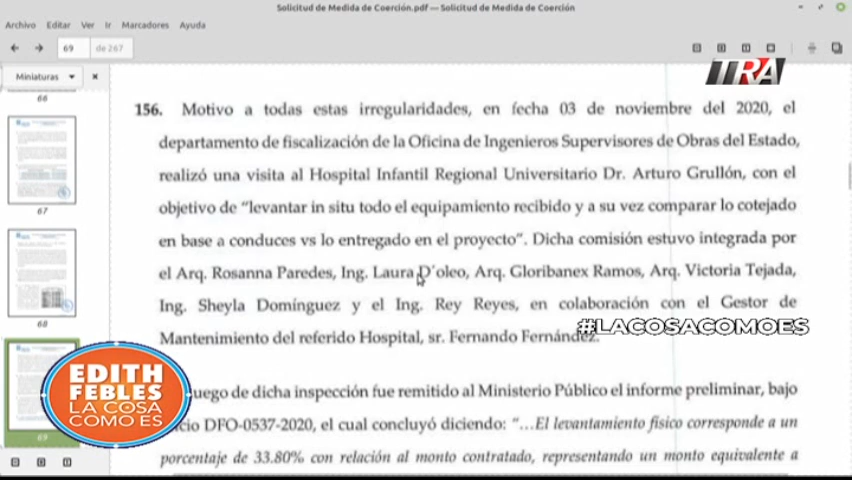 Solicitud de Medida de Coerción.pdf — Solicitud de Medida de Coerción
Archivo Editar Ver Ir Marcadores Ayuda
69 de 267
Miniaturas
ITRA
66
67
68
69
156. Motivo a todas estas irregularidades, en fecha 03 de noviembre del 2020, el
departamento de fiscalización de la Oficina de Ingenieros Supervisores de Obras del Estado,
realizó una visita al Hospital Infantil Regional Universitario Dr. Arturo Grullón, con el
objetivo de “levantar in situ todo el equipamiento recibido y a su vez comparar lo cotejado
en base a conduces vs lo entregado en el proyecto”. Dicha comisión estuvo integrada por
el Arq. Rosanna Paredes, Ing. Laura D´oleo, Arq. Gloribanex Ramos, Arq. Victoria Tejada,
Ing. Sheyla Domínguez y el Ing. Rey Reyes, en colaboración con el Gestor de
Mantenimiento del referido Hospital, sr. Fernando Fernández.
#LACOSACOMOES
uego de dicha inspección fue remitido al Ministerio Público el informe preliminar, bajo
icio DFO-0537-2020, el cual concluyó diciendo: “...El levantamiento físico corresponde a un
porcentaje de 33.80% con relación al monto contratado, representando un monto equivalente a
EDITH
FEBLES
LA COSA
COMO ES